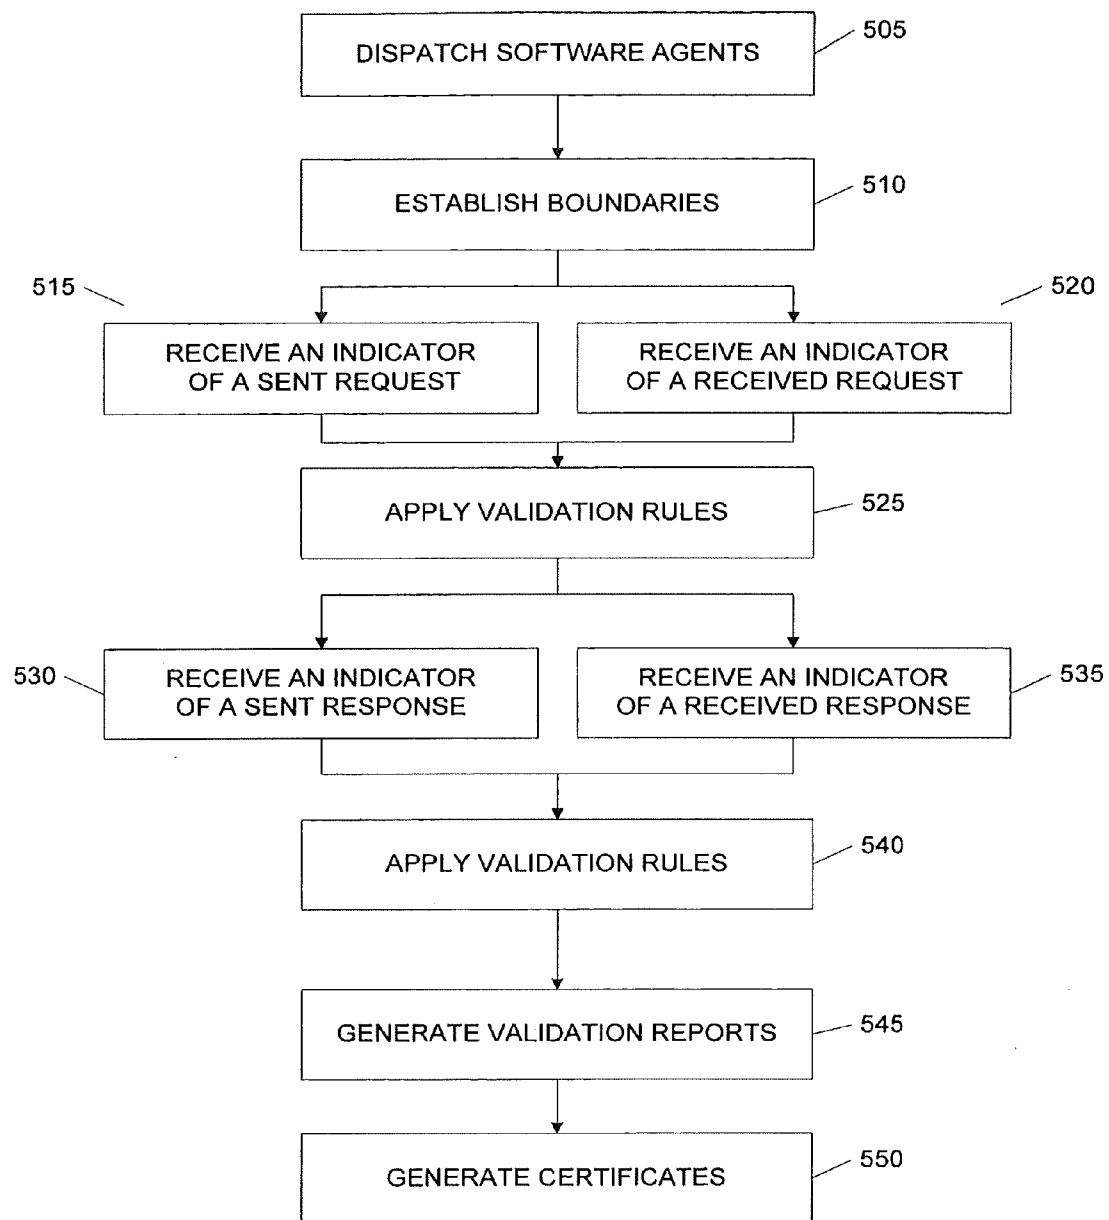 DISPATCH SOFTWARE AGENTS
505
ESTABLISH BOUNDARIES
510
515
520
RECEIVE AN INDICATOR
OF A SENT REQUEST
RECEIVE AN INDICATOR
OF A RECEIVED REQUEST
APPLY VALIDATION RULES
525
530
RECEIVE AN INDICATOR
OF A SENT RESPONSE
RECEIVE AN INDICATOR
OF A RECEIVED RESPONSE
535
APPLY VALIDATION RULES
540
GENERATE VALIDATION REPORTS
545
GENERATE CERTIFICATES
550